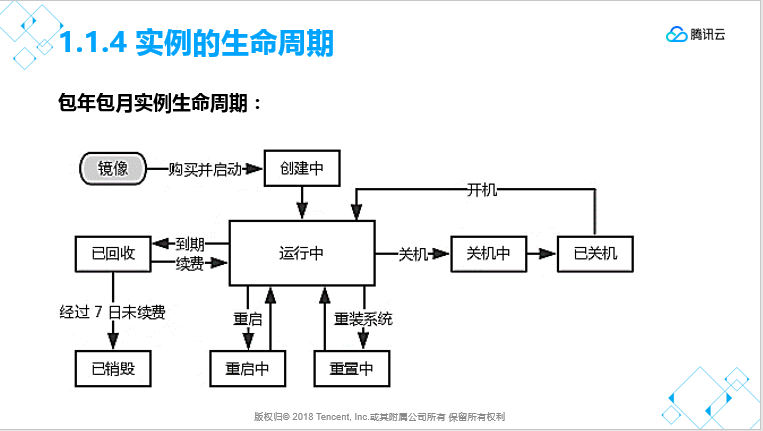 1.1.4 实例的生命周期
腾讯云
包年包月实例生命周期：
镜像
购买并启动
创建中
开机
已回收
到期
续费
运行中
关机
关机中
已关机
经过 7 日未续费
重启
重装系统
已销毁
重启中
重置中
版权归© 2018 Tencent, Inc.或其附属公司所有 保留所有权利